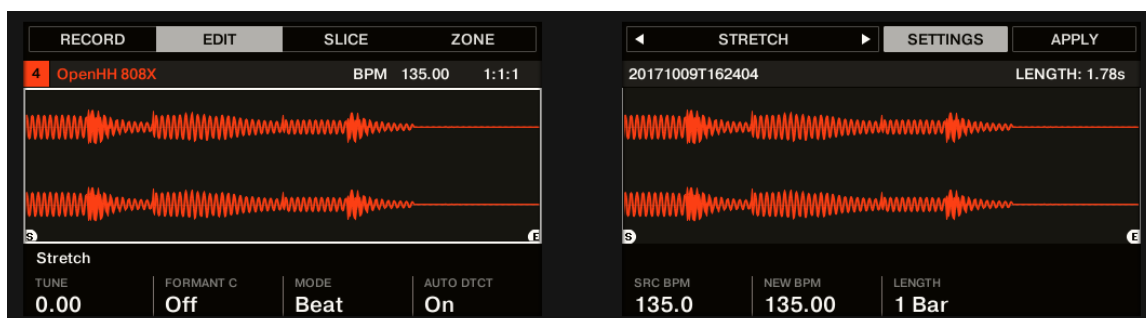 RECORD EDIT SLICE ZONE
◀ STRETCH ▶ SETTINGS APPLY
4 OpenHH 808X BPM 135.00 1:1:1
20171009T162404 LENGTH: 1.78s
S E
S E
Stretch
TUNE FORMANT C MODE AUTO DTCT
0.00 Off Beat On
SRC BPM NEW BPM LENGTH
135.0 135.00 1 Bar